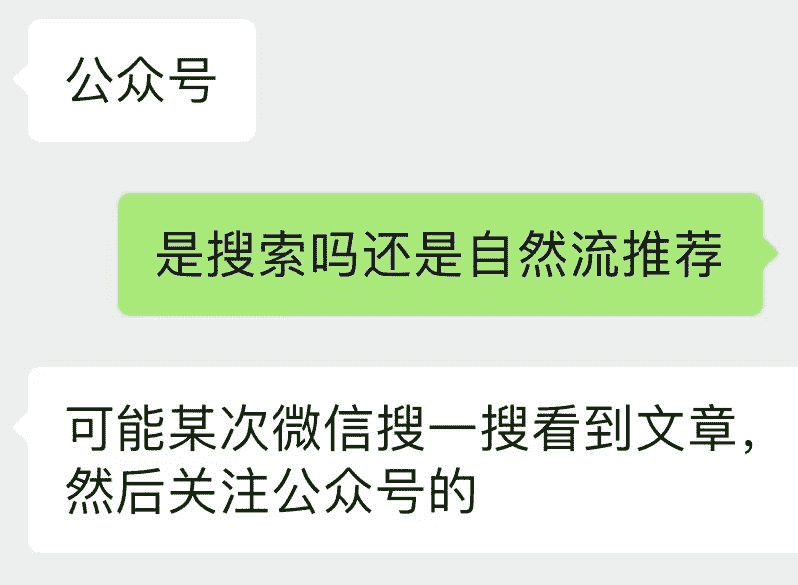 公众号
是搜索吗还是自然流推荐
可能某次微信搜一搜看到文章,
然后关注公众号的